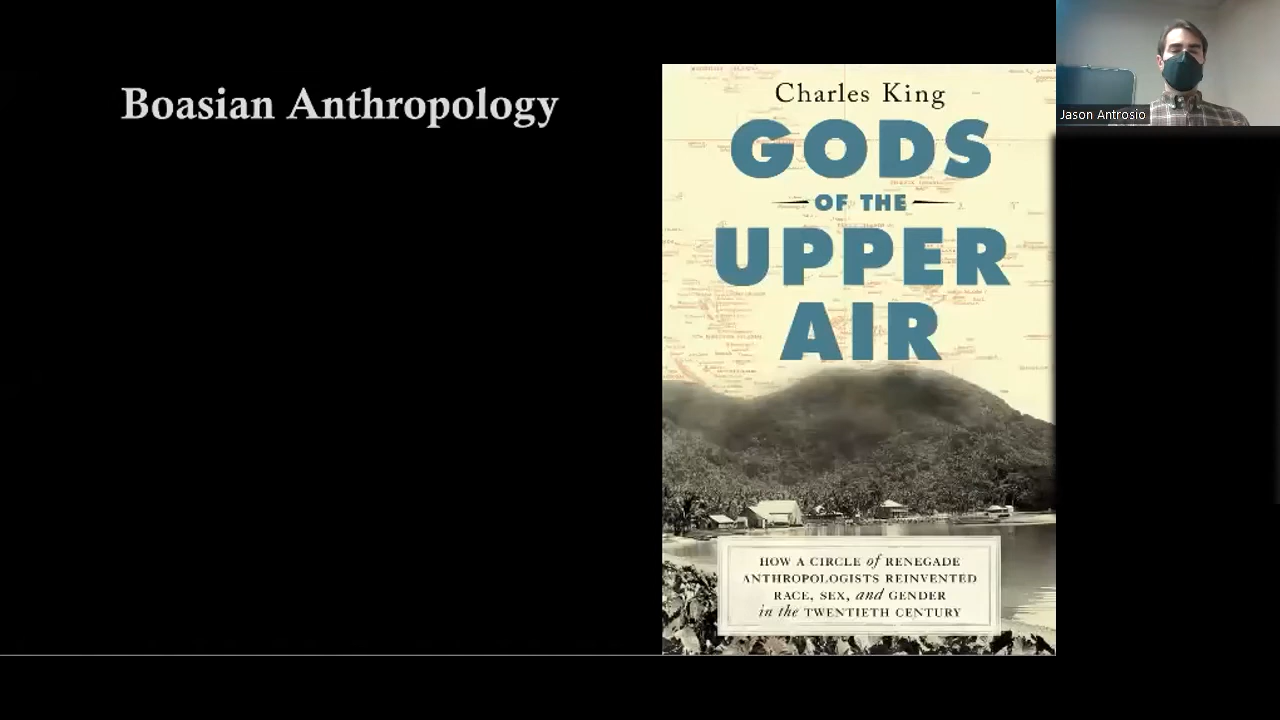 Boasian Anthropology
Charles King
GODS
OF THE
UPPER
AIR
HOW A CIRCLE of RENEGADE
ANTHROPOLOGISTS REINVENTED
RACE, SEX, and GENDER
in the TWENTIETH CENTURY
Jason Antrosio